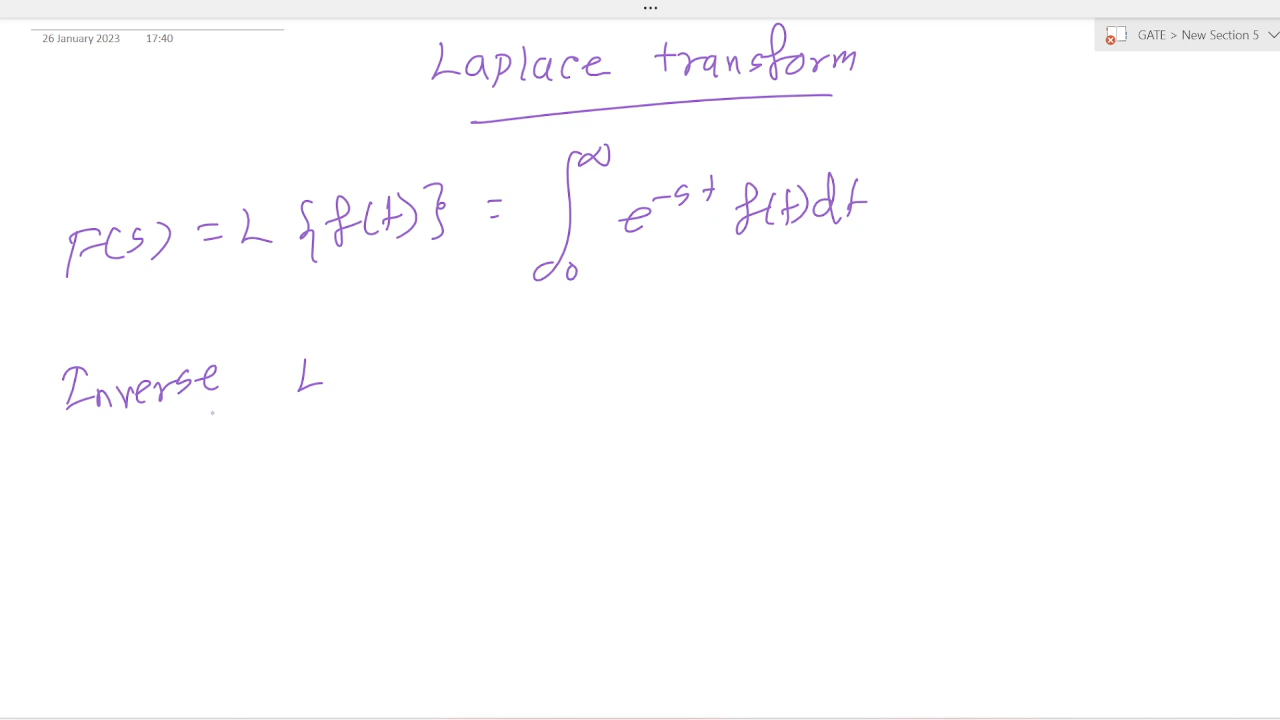 ...
26 January 2023 17:40
GATE > New Section 5
Laplace transform
F(s) = L {f(t)} = ∫₀^∞ e^{-st} f(t)dt
Inverse L